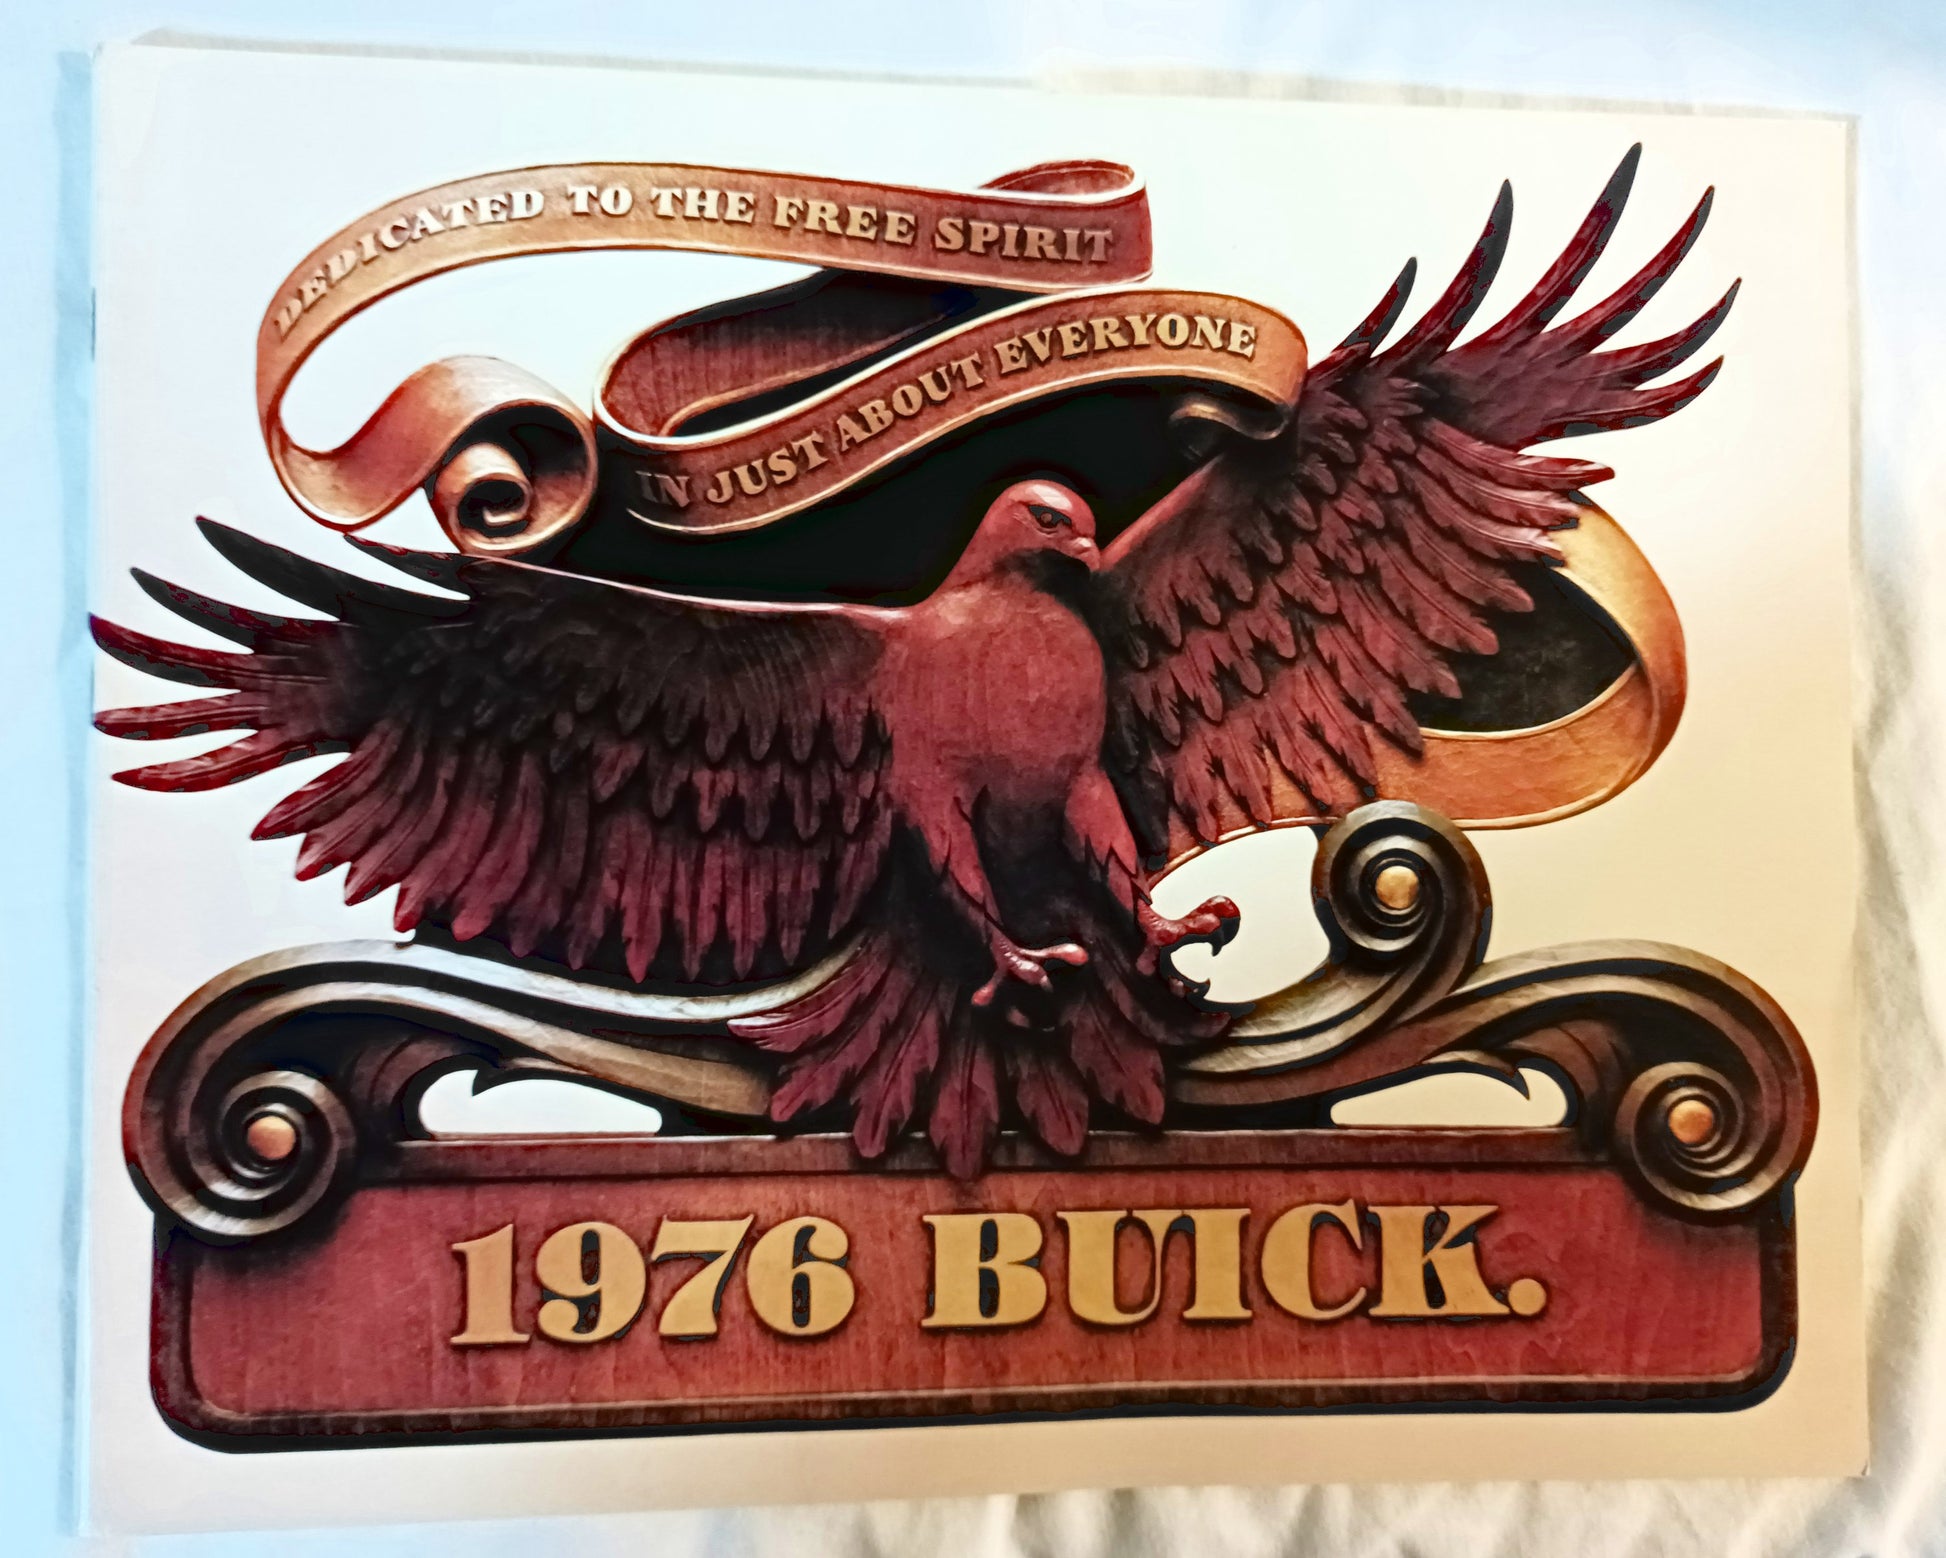 DEDICATED TO THE FREE SPIRIT
IN JUST ABOUT EVERYONE
1976 BUICK.